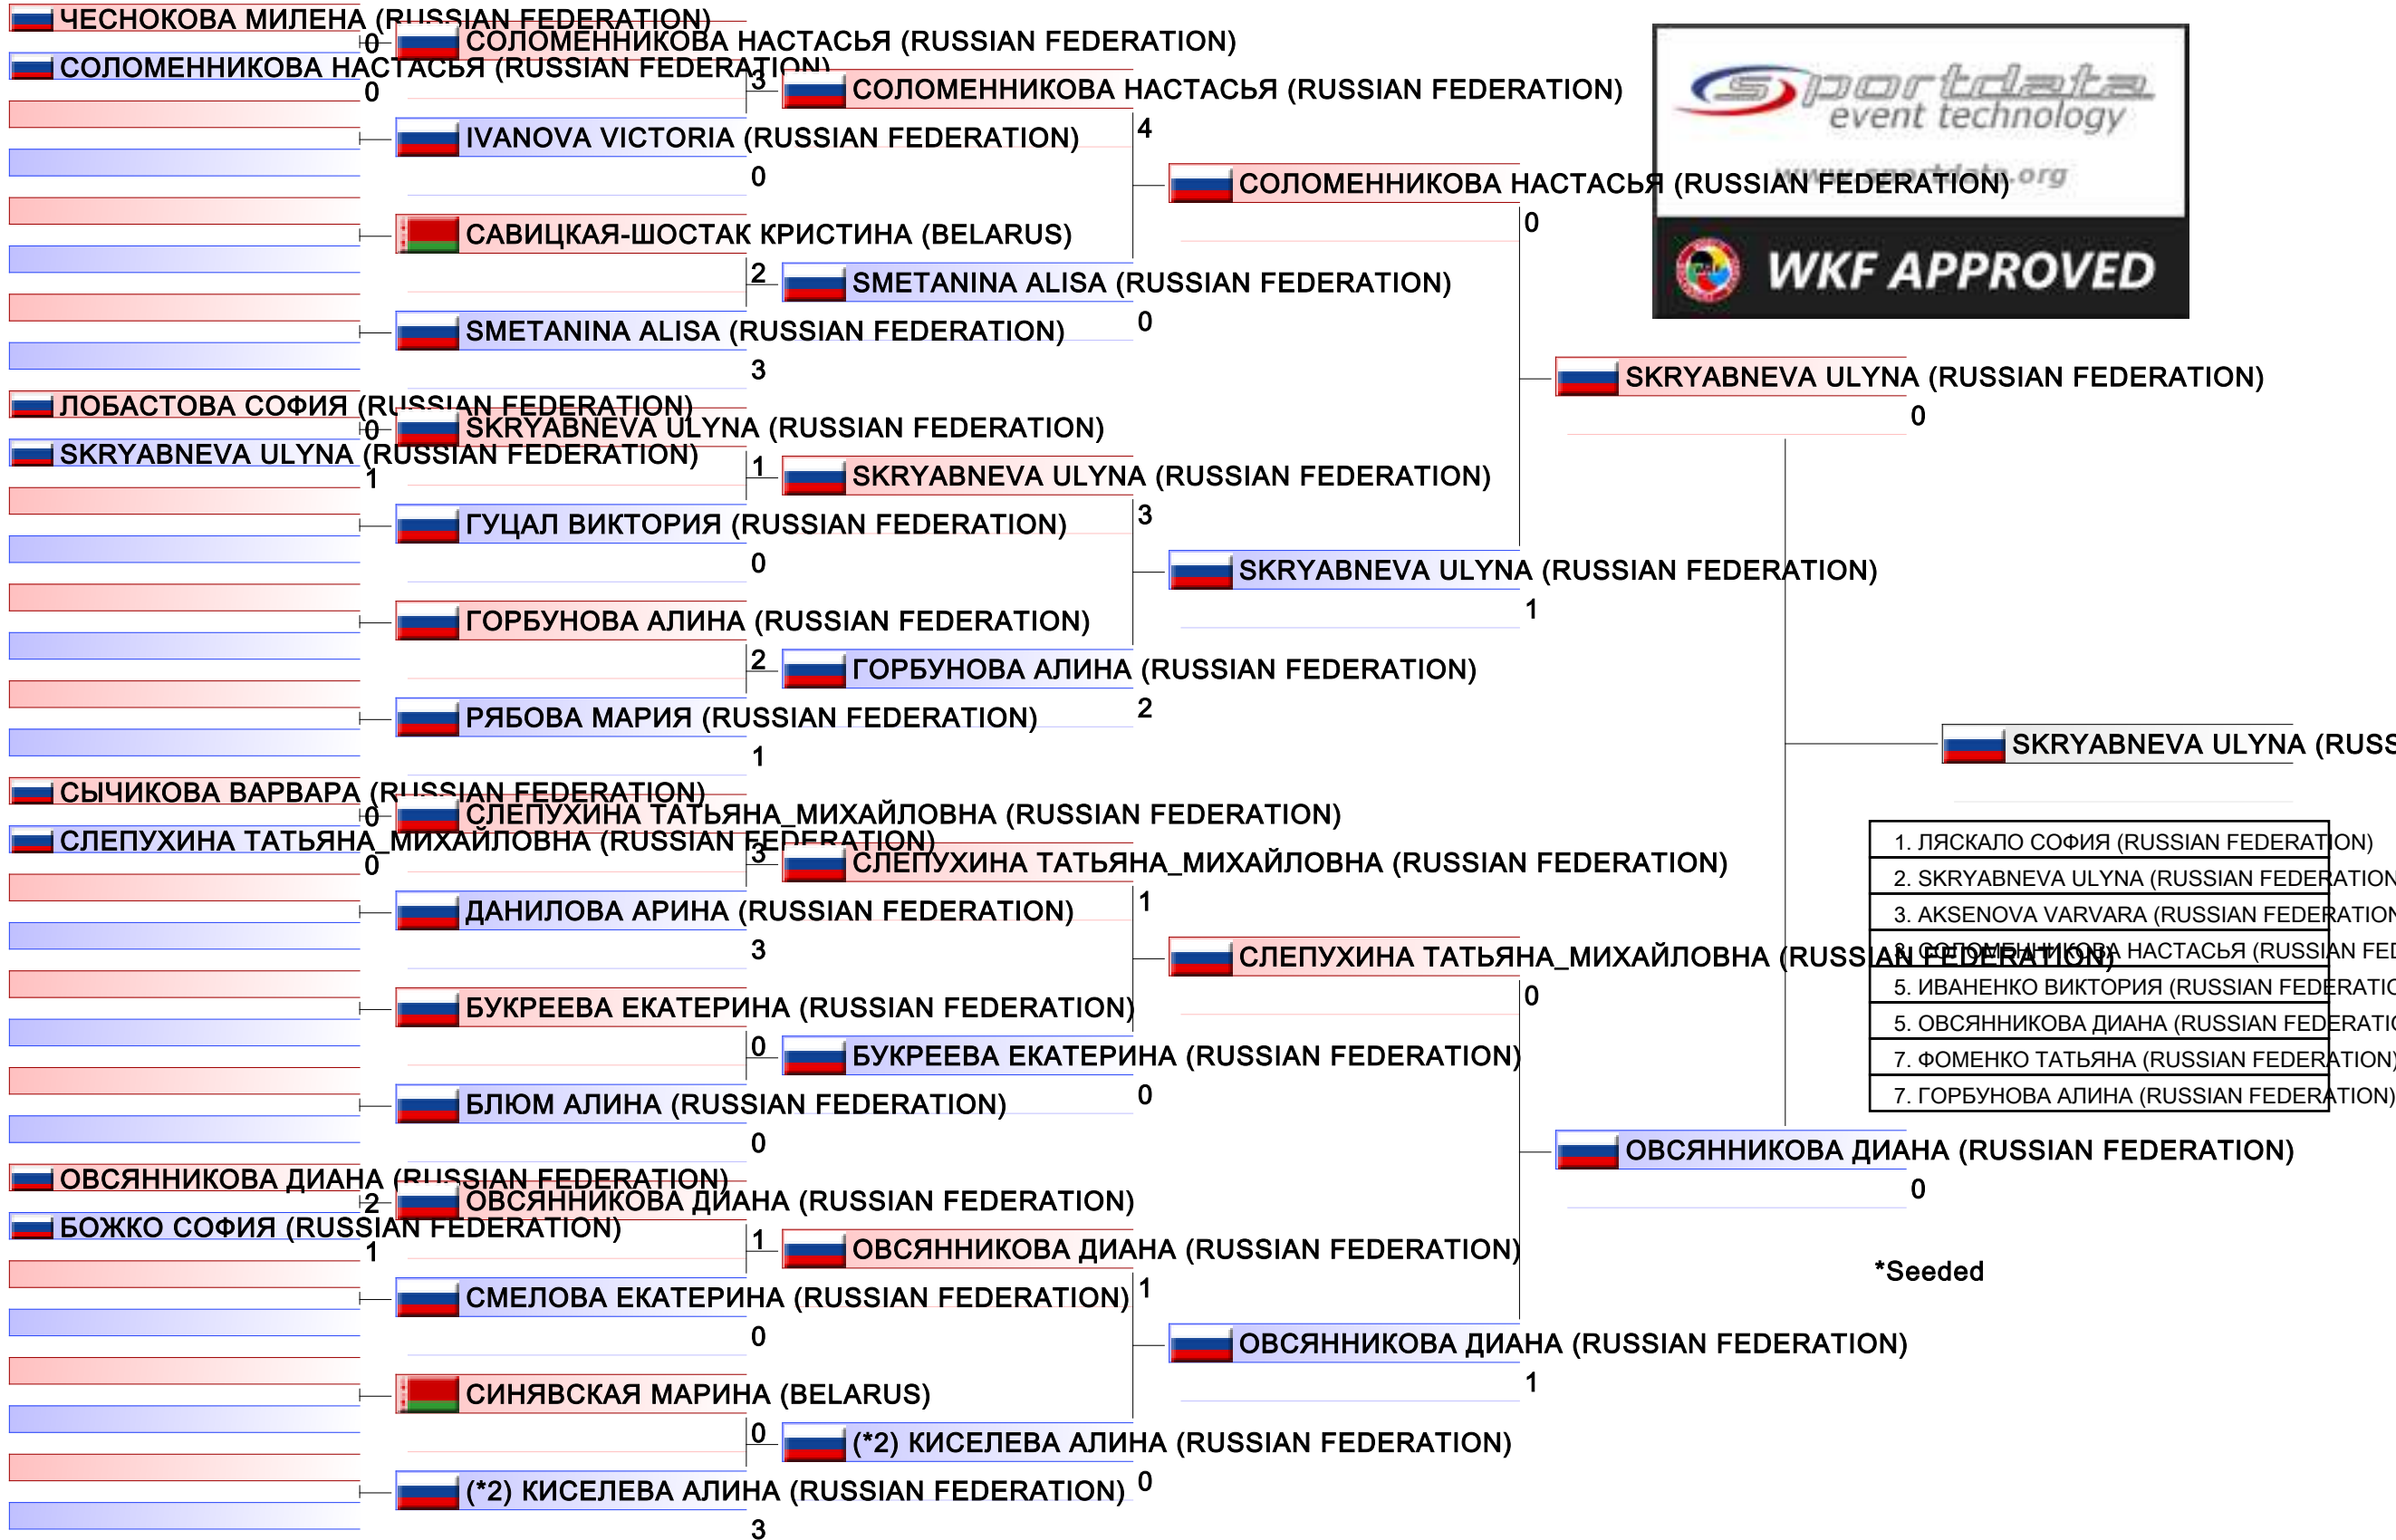 ЧЕСНОКОВА МИЛЕНА (RUSSIAN FEDERATION)
0
СОЛОМЕННИКОВА НАСТАСЬЯ (RUSSIAN FEDERATION)
0
ЛОБАСТОВА СОФИЯ (RUSSIAN FEDERATION)
0
SKRYABNEVA ULYNA (RUSSIAN FEDERATION)
1
СЫЧИКОВА ВАРВАРА (RUSSIAN FEDERATION)
0
СЛЕПУХИНА ТАТЬЯНА_МИХАЙЛОВНА (RUSSIAN FEDERATION)
0
ОВСЯННИКОВА ДИАНА (RUSSIAN FEDERATION)
2
БОЖКО СОФИЯ (RUSSIAN FEDERATION)
1
СОЛОМЕННИКОВА НАСТАСЬЯ (RUSSIAN FEDERATION)
3
IVANOVA VICTORIA (RUSSIAN FEDERATION)
0
САВИЦКАЯ-ШОСТАК КРИСТИНА (BELARUS)
2
SMETANINA ALISA (RUSSIAN FEDERATION)
3
SKRYABNEVA ULYNA (RUSSIAN FEDERATION)
1
ГУЦАЛ ВИКТОРИЯ (RUSSIAN FEDERATION)
0
ГОРБУНОВА АЛИНА (RUSSIAN FEDERATION)
2
РЯБОВА МАРИЯ (RUSSIAN FEDERATION)
1
СЛЕПУХИНА ТАТЬЯНА_МИХАЙЛОВНА (RUSSIAN FEDERATION)
3
ДАНИЛОВА АРИНА (RUSSIAN FEDERATION)
3
БУКРЕЕВА ЕКАТЕРИНА (RUSSIAN FEDERATION)
0
БЛЮМ АЛИНА (RUSSIAN FEDERATION)
0
ОВСЯННИКОВА ДИАНА (RUSSIAN FEDERATION)
1
СМЕЛОВА ЕКАТЕРИНА (RUSSIAN FEDERATION)
0
СИНЯВСКАЯ МАРИНА (BELARUS)
0
(*2) КИСЕЛЕВА АЛИНА (RUSSIAN FEDERATION)
3
СОЛОМЕННИКОВА НАСТАСЬЯ (RUSSIAN FEDERATION)
4
SMETANINA ALISA (RUSSIAN FEDERATION)
0
SKRYABNEVA ULYNA (RUSSIAN FEDERATION)
3
ГОРБУНОВА АЛИНА (RUSSIAN FEDERATION)
2
СЛЕПУХИНА ТАТЬЯНА_МИХАЙЛОВНА (RUSSIAN FEDERATION)
1
БУКРЕЕВА ЕКАТЕРИНА (RUSSIAN FEDERATION)
0
ОВСЯННИКОВА ДИАНА (RUSSIAN FEDERATION)
1
(*2) КИСЕЛЕВА АЛИНА (RUSSIAN FEDERATION)
0
СОЛОМЕННИКОВА НАСТАСЬЯ (RUSSIAN FEDERATION)
0
SKRYABNEVA ULYNA (RUSSIAN FEDERATION)
1
СЛЕПУХИНА ТАТЬЯНА_МИХАЙЛОВНА (RUSSIAN FEDERATION)
0
ОВСЯННИКОВА ДИАНА (RUSSIAN FEDERATION)
1
SKRYABNEVA ULYNA (RUSSIAN FEDERATION)
0
ОВСЯННИКОВА ДИАНА (RUSSIAN FEDERATION)
0
SKRYABNEVA ULYNA (RUSS
sportdata
event technology
www.sportdata.org
WKF APPROVED
1. ЛЯСКАЛО СОФИЯ (RUSSIAN FEDERATION)
2. SKRYABNEVA ULYNA (RUSSIAN FEDERATION
3. AKSENOVA VARVARA (RUSSIAN FEDERATION
3. СОЛОМЕННИКОВА НАСТАСЬЯ (RUSSIAN FED
5. ИВАНЕНКО ВИКТОРИЯ (RUSSIAN FEDERATIO
5. ОВСЯННИКОВА ДИАНА (RUSSIAN FEDERATIO
7. ФОМЕНКО ТАТЬЯНА (RUSSIAN FEDERATION)
7. ГОРБУНОВА АЛИНА (RUSSIAN FEDERATION)
*Seeded